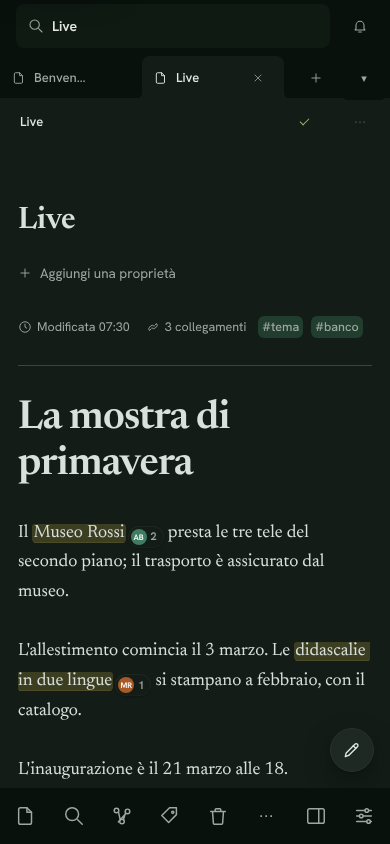 Live
Benven...
Live
Live
Live
Aggiungi una proprietà
Modificata 07:30
3 collegamenti
#tema
#banco
La mostra di
primavera
Il Museo Rossi AB 2 presta le tre tele del
secondo piano; il trasporto è assicurato dal
museo.
L'allestimento comincia il 3 marzo. Le didascalie
in due lingue MR 1 si stampano a febbraio, con il
catalogo.
L'inaugurazione è il 21 marzo alle 18.